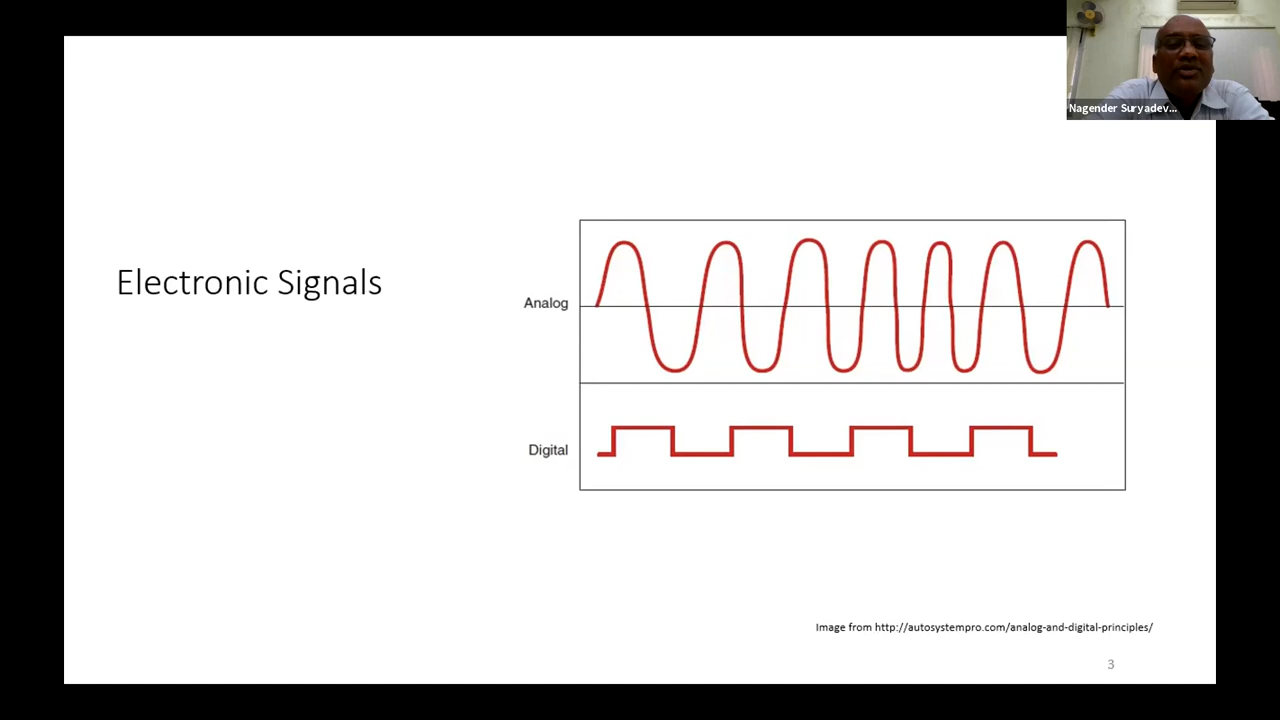 Nagender Suryadev...
Electronic Signals
Analog
Digital
Image from http://autosystempro.com/analog-and-digital-principles/
3